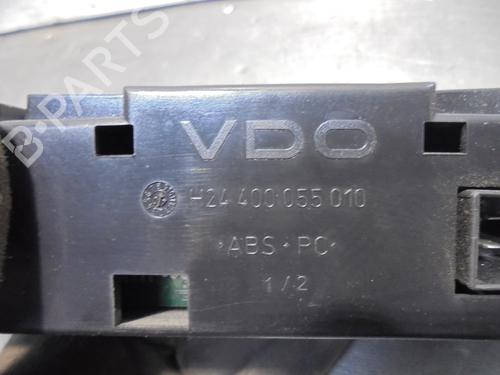 VDO
H24 400 055 010
›ABS · PC‹
1 / 2
B-PARTS